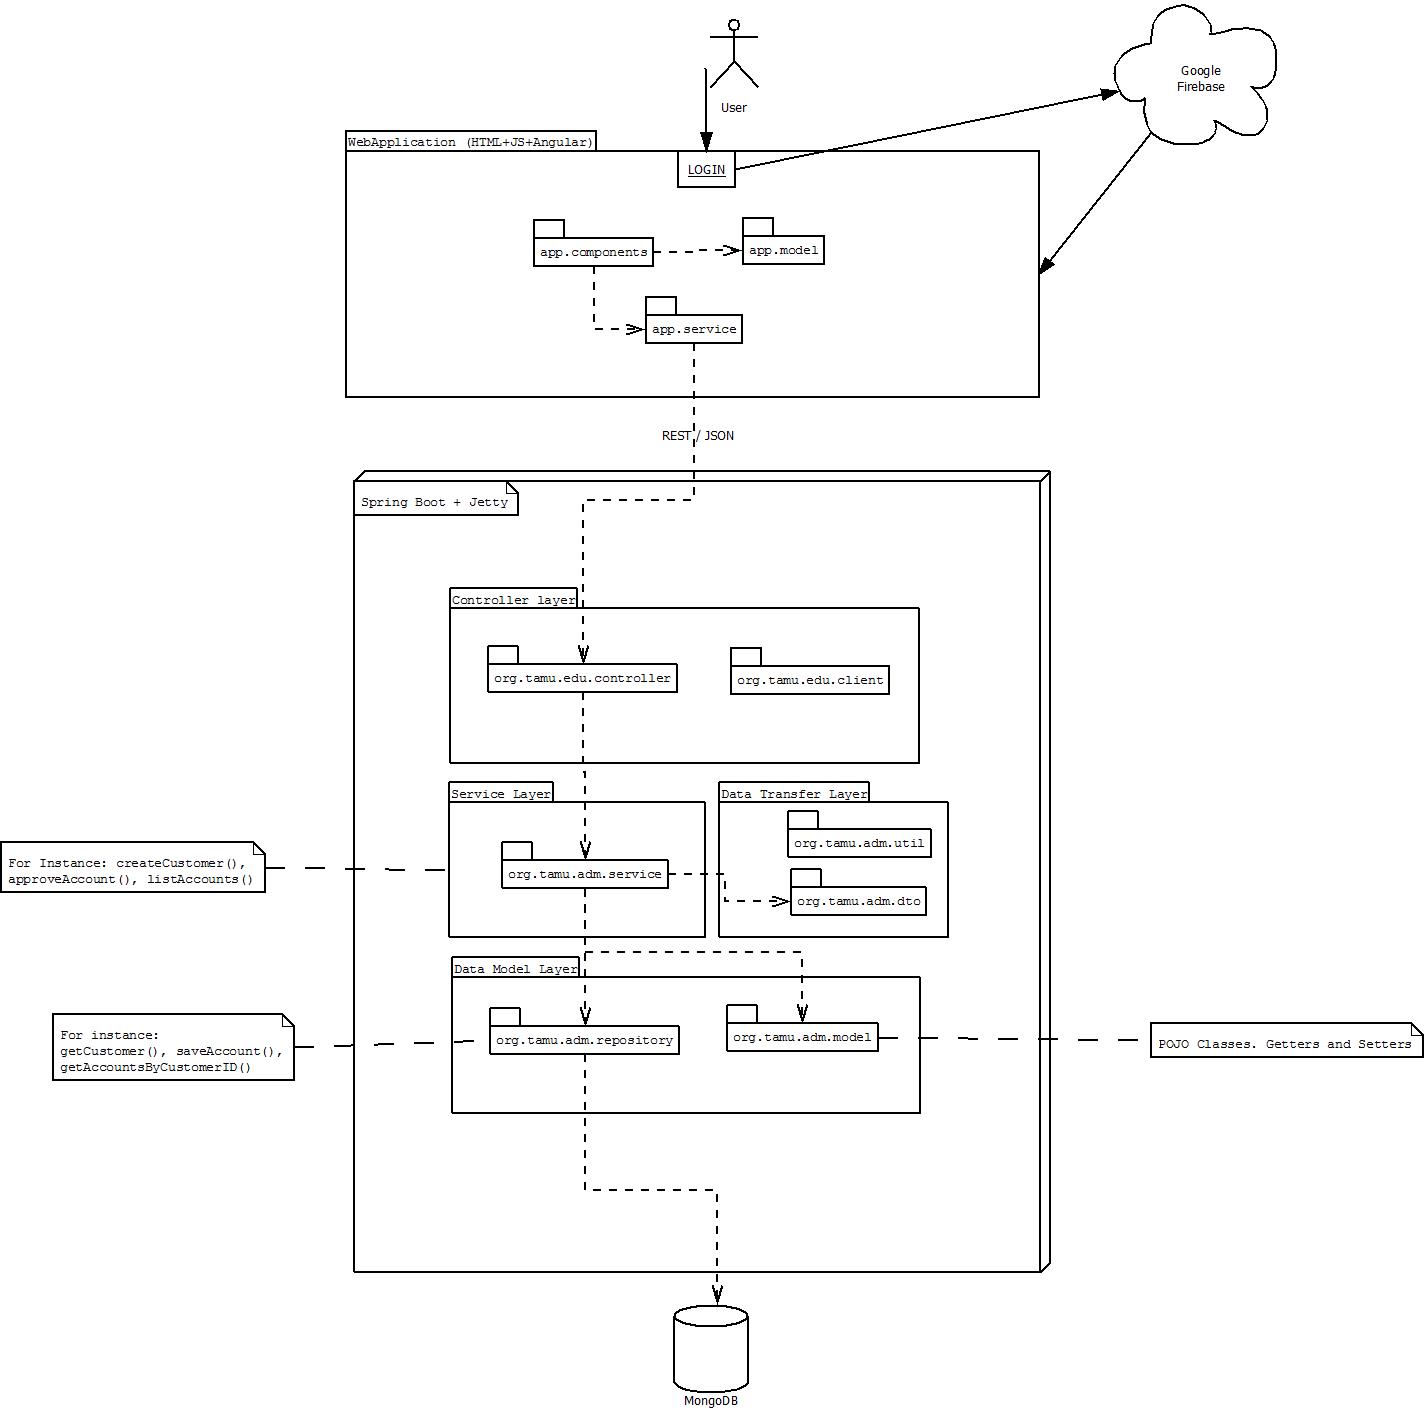 User
Google
Firebase
WebApplication (HTML+JS+Angular)
LOGIN
app.components
app.model
app.service
REST / JSON
Spring Boot + Jetty
Controller layer
org.tamu.edu.controller
org.tamu.edu.client
Service Layer
Data Transfer Layer
org.tamu.adm.util
For Instance: createCustomer(),
approveAccount(), listAccounts()
org.tamu.adm.service
org.tamu.adm.dto
Data Model Layer
For instance:
getCustomer(), saveAccount(),
getAccountsByCustomerID()
org.tamu.adm.repository
org.tamu.adm.model
POJO Classes. Getters and Setters
MongoDB